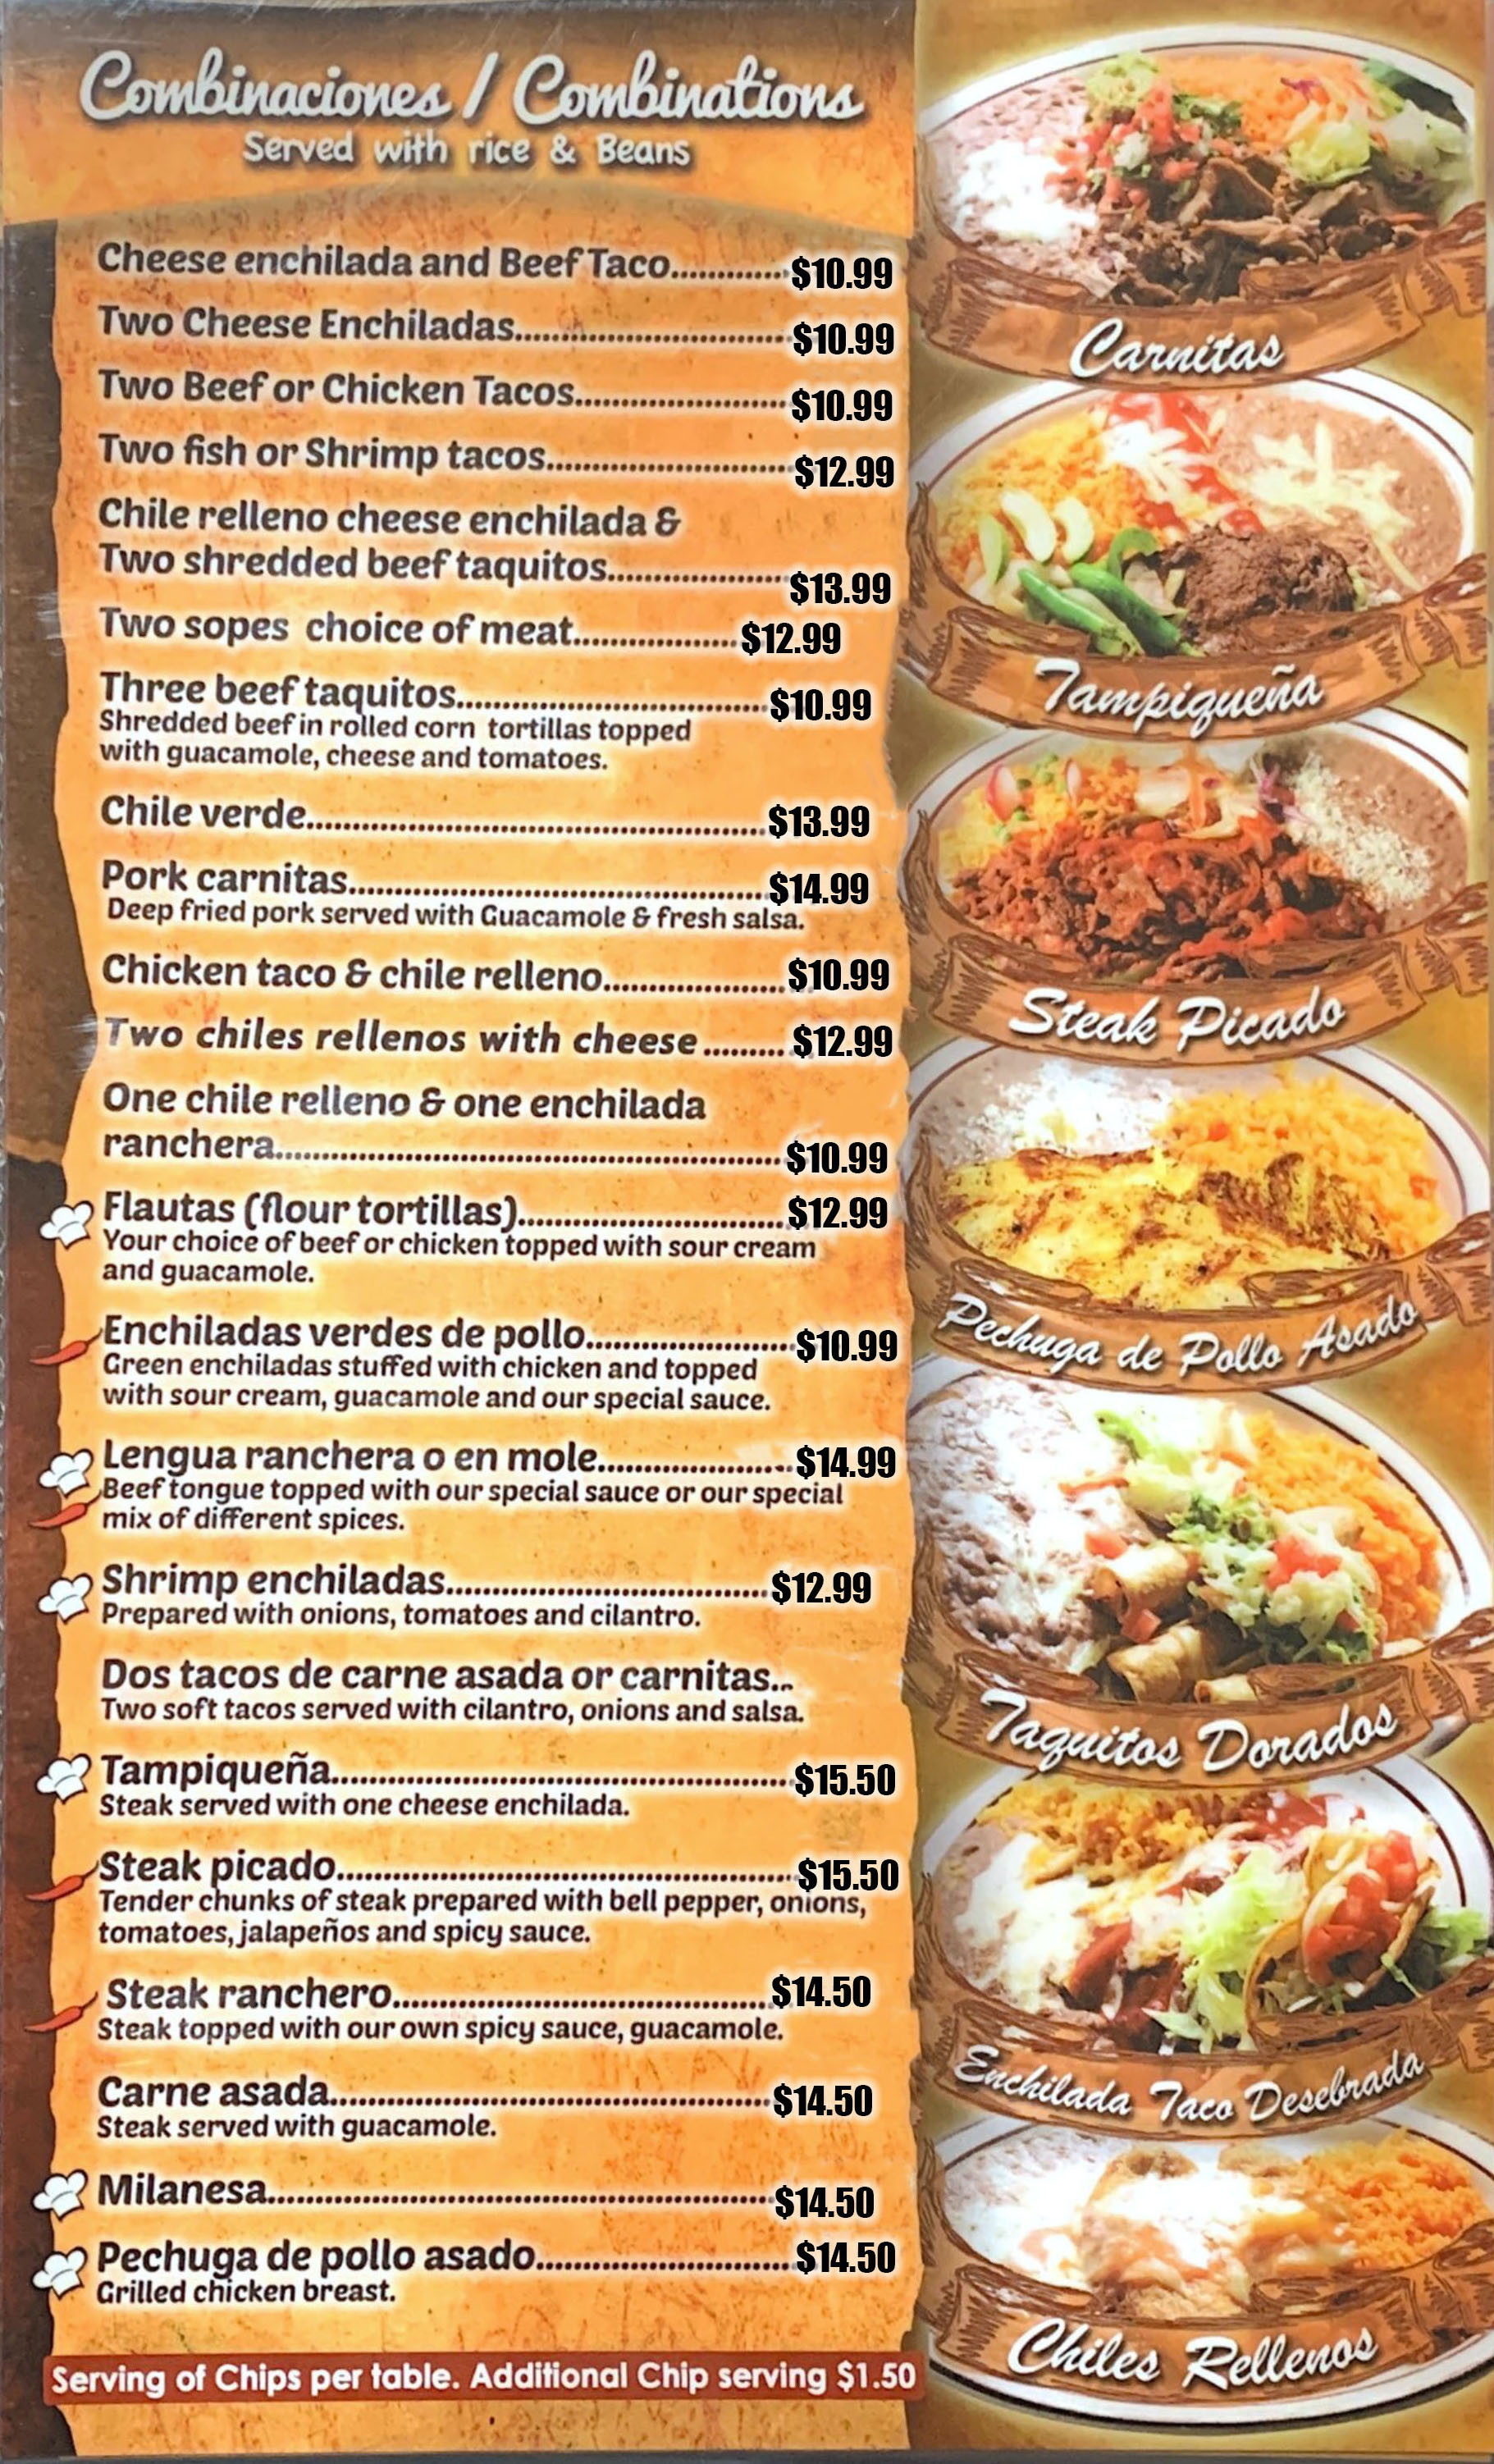 Combinaciones / Combinations
Served with rice & Beans
Cheese enchilada and Beef Taco............$10.99
Two Cheese Enchiladas..............................$10.99
Two Beef or Chicken Tacos.......................$10.99
Two fish or Shrimp tacos...........................$12.99
Chile relleno cheese enchilada &
Two shredded beef taquitos...................$13.99
Two sopes choice of meat..................$12.99
Three beef taquitos..................................$10.99
Shredded beef in rolled corn tortillas topped
with guacamole, cheese and tomatoes.
Chile verde..................................................$13.99
Pork carnitas.............................................$14.99
Deep fried pork served with Guacamole & fresh salsa.
Chicken taco & chile relleno....................$10.99
Two chiles rellenos with cheese.........$12.99
One chile relleno & one enchilada
ranchera.......................................................$10.99
Flautas (flour tortillas).............................$12.99
Your choice of beef or chicken topped with sour cream
and guacamole.
Enchiladas verdes de pollo.......................$10.99
Green enchiladas stuffed with chicken and topped
with sour cream, guacamole and our special sauce.
Lengua ranchera o en mole.....................$14.99
Beef tongue topped with our special sauce or our special
mix of different spices.
Shrimp enchiladas...................................$12.99
Prepared with onions, tomatoes and cilantro.
Dos tacos de carne asada or carnitas...
Two soft tacos served with cilantro, onions and salsa.
Tampiqueña..................................................$15.50
Steak served with one cheese enchilada.
Steak picado.................................................$15.50
Tender chunks of steak prepared with bell pepper, onions,
tomatoes, jalapeños and spicy sauce.
Steak ranchero.........................................$14.50
Steak topped with our own spicy sauce, guacamole.
Carne asada................................................$14.50
Steak served with guacamole.
Milanesa.......................................................$14.50
Pechuga de pollo asado............................$14.50
Grilled chicken breast.
Serving of Chips per table. Additional Chip serving $1.50
Carnitas
Tampiqueña
Steak Picado
Pechuga de Pollo Asado
Taquitos Dorados
Enchilada Taco Desebrada
Chiles Rellenos